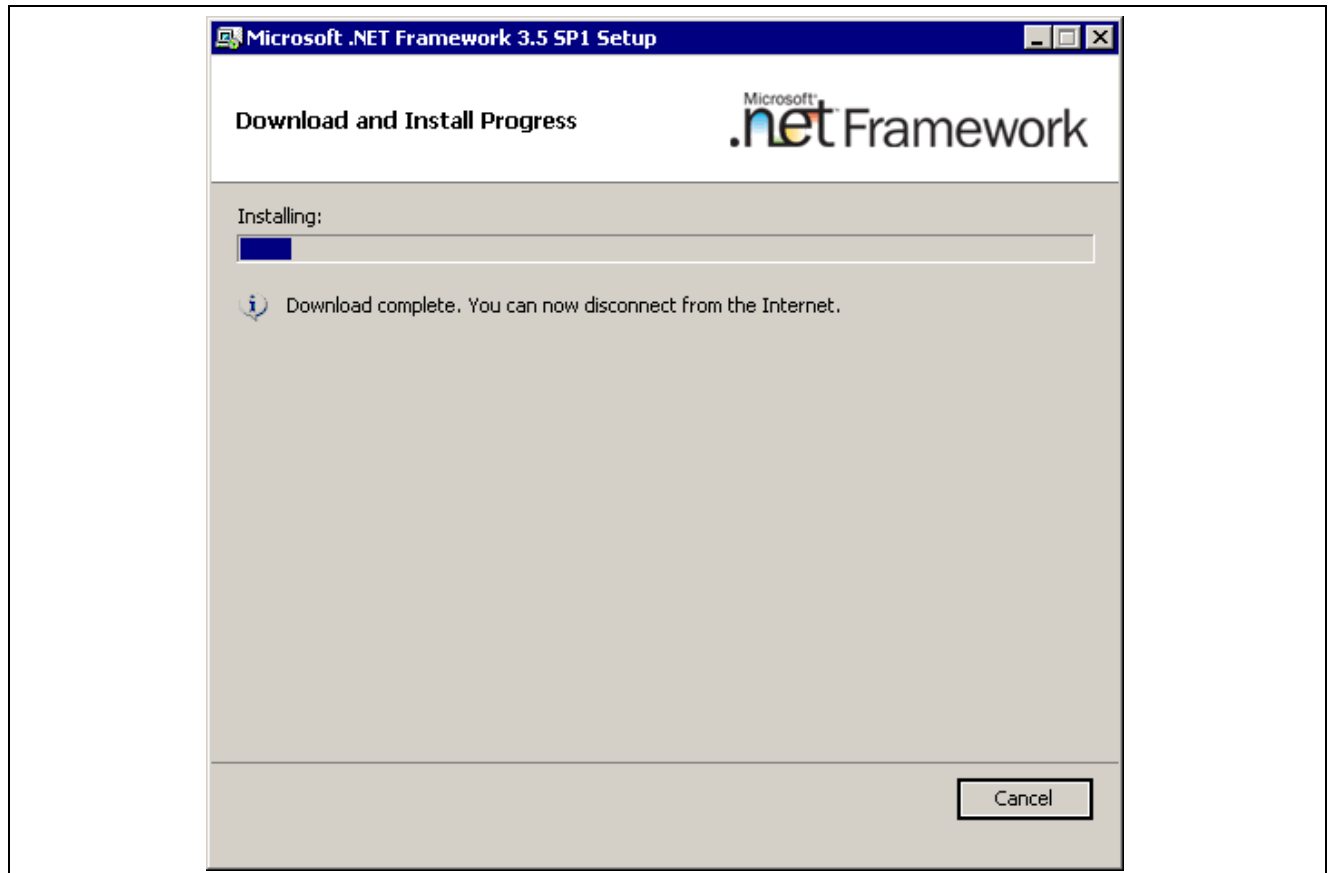 Microsoft .NET Framework 3.5 SP1 Setup
Download and Install Progress
Microsoft
.net Framework
Installing:
Download complete. You can now disconnect from the Internet.
Cancel